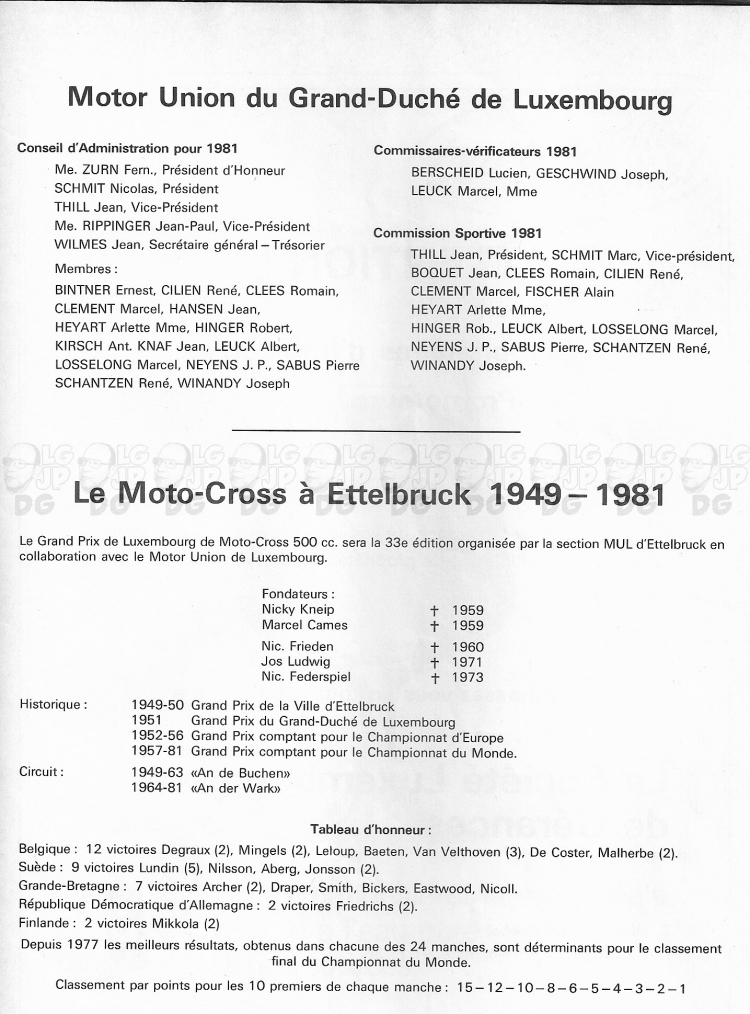 Motor Union du Grand-Duché de Luxembourg
Conseil d'Administration pour 1981
Me. ZURN Fern., Président d'Honneur
SCHMIT Nicolas, Président
THILL Jean, Vice-Président
Me. RIPPINGER Jean-Paul, Vice-Président
WILMES Jean, Secrétaire général – Trésorier
Membres :
BINTNER Ernest, CILIEN René, CLEES Romain,
CLEMENT Marcel, HANSEN Jean,
HEYART Arlette Mme, HINGER Robert,
KIRSCH Ant. KNAF Jean, LEUCK Albert,
LOSSELONG Marcel, NEYENS J. P., SABUS Pierre
SCHANTZEN René, WINANDY Joseph
Commissaires-vérificateurs 1981
BERSCHEID Lucien, GESCHWIND Joseph,
LEUCK Marcel, Mme
Commission Sportive 1981
THILL Jean, Président, SCHMIT Marc, Vice-président,
BOQUET Jean, CLEES Romain, CILIEN René,
CLEMENT Marcel, FISCHER Alain
HEYART Arlette Mme,
HINGER Rob., LEUCK Albert, LOSSELONG Marcel,
NEYENS J. P., SABUS Pierre, SCHANTZEN René,
WINANDY Joseph.
Le Moto-Cross à Ettelbruck 1949 – 1981
Le Grand Prix de Luxembourg de Moto-Cross 500 cc. sera la 33e édition organisée par la section MUL d'Ettelbruck en
collaboration avec le Motor Union de Luxembourg.
Fondateurs :
Nicky Kneip † 1959
Marcel Cames † 1959
Nic. Frieden † 1960
Jos Ludwig † 1971
Nic. Federspiel † 1973
Historique : 1949-50 Grand Prix de la Ville d'Ettelbruck
1951 Grand Prix du Grand-Duché de Luxembourg
1952-56 Grand Prix comptant pour le Championnat d'Europe
1957-81 Grand Prix comptant pour le Championnat du Monde.
Circuit : 1949-63 «An de Buchen»
1964-81 «An der Wark»
Tableau d'honneur :
Belgique : 12 victoires Degraux (2), Mingels (2), Leloup, Baeten, Van Velthoven (3), De Coster, Malherbe (2).
Suède : 9 victoires Lundin (5), Nilsson, Aberg, Jonsson (2).
Grande-Bretagne : 7 victoires Archer (2), Draper, Smith, Bickers, Eastwood, Nicoll.
République Démocratique d'Allemagne : 2 victoires Friedrichs (2).
Finlande : 2 victoires Mikkola (2)
Depuis 1977 les meilleurs résultats, obtenus dans chacune des 24 manches, sont déterminants pour le classement
final du Championnat du Monde.
Classement par points pour les 10 premiers de chaque manche : 15 – 12 – 10 – 8 – 6 – 5 – 4 – 3 – 2 – 1